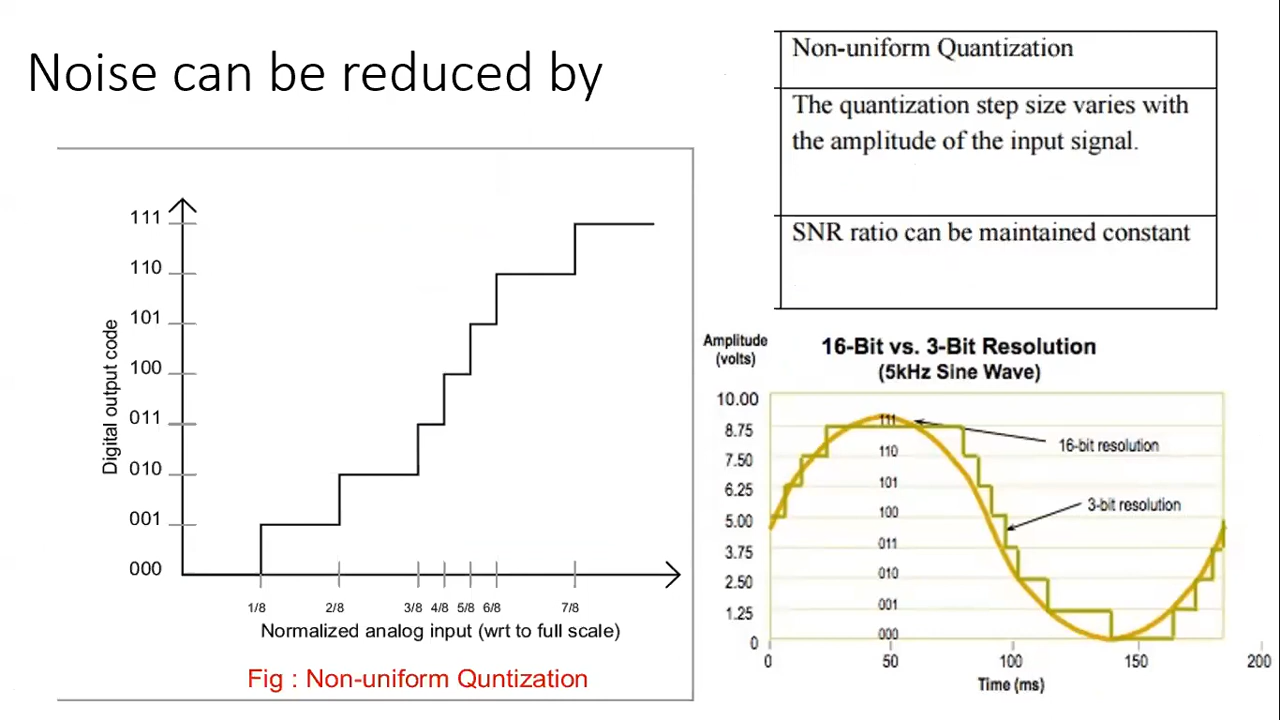 Noise can be reduced by
Non-uniform Quantization
The quantization step size varies with
the amplitude of the input signal.
SNR ratio can be maintained constant
Digital output code
111
110
101
100
011
010
001
000
1/8 2/8 3/8 4/8 5/8 6/8 7/8
Normalized analog input (wrt to full scale)
Fig : Non-uniform Quntization
Amplitude
(volts)
16-Bit vs. 3-Bit Resolution
(5kHz Sine Wave)
10.00
8.75
7.50
6.25
5.00
3.75
2.50
1.25
0
111
110
101
100
011
010
001
000
16-bit resolution
3-bit resolution
0 50 100 150 200
Time (ms)